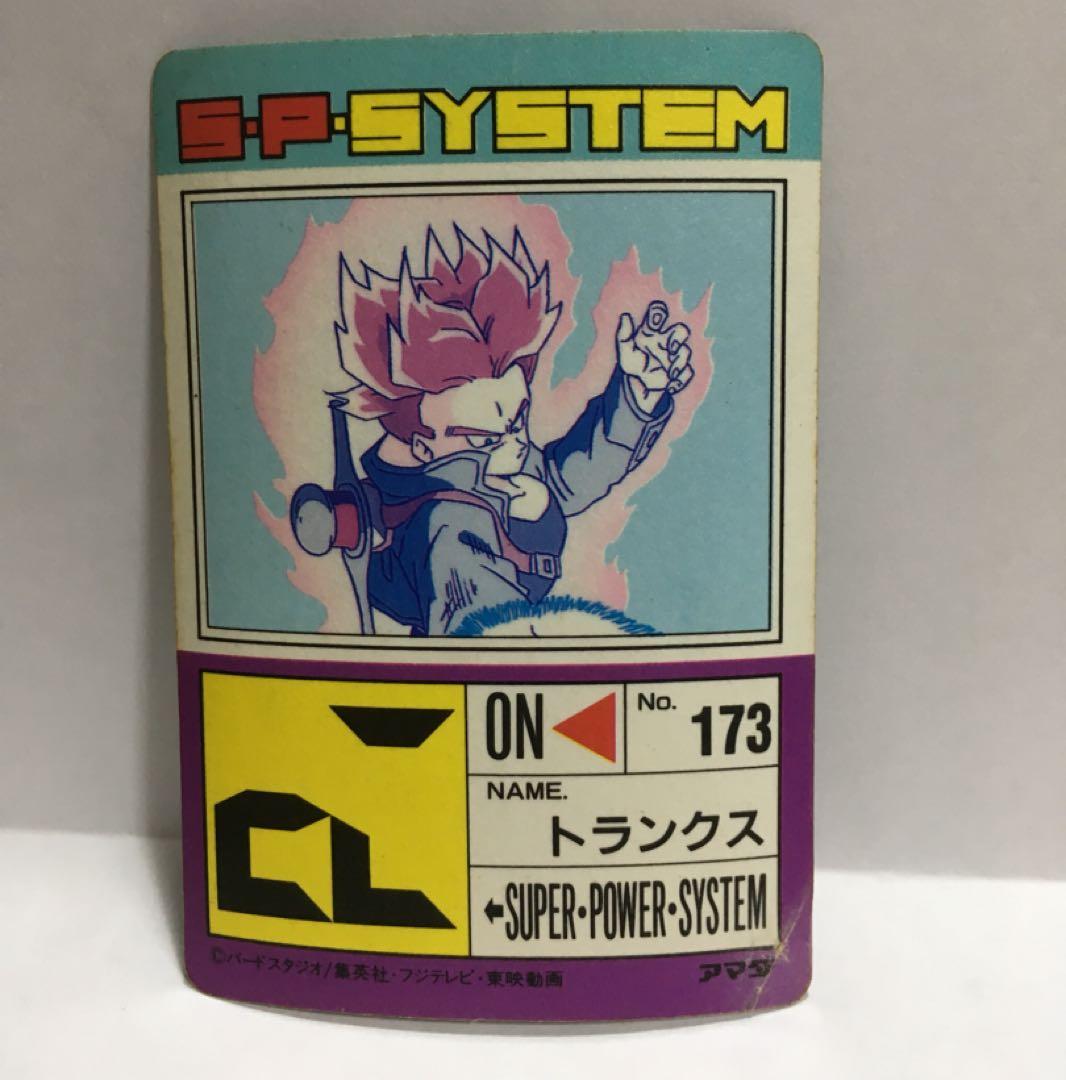 S·P·SYSTEM
ON
No. 173
NAME.
トランクス
←SUPER·POWER·SYSTEM
©バードスタジオ/集英社・フジテレビ・東映動画
アマダ